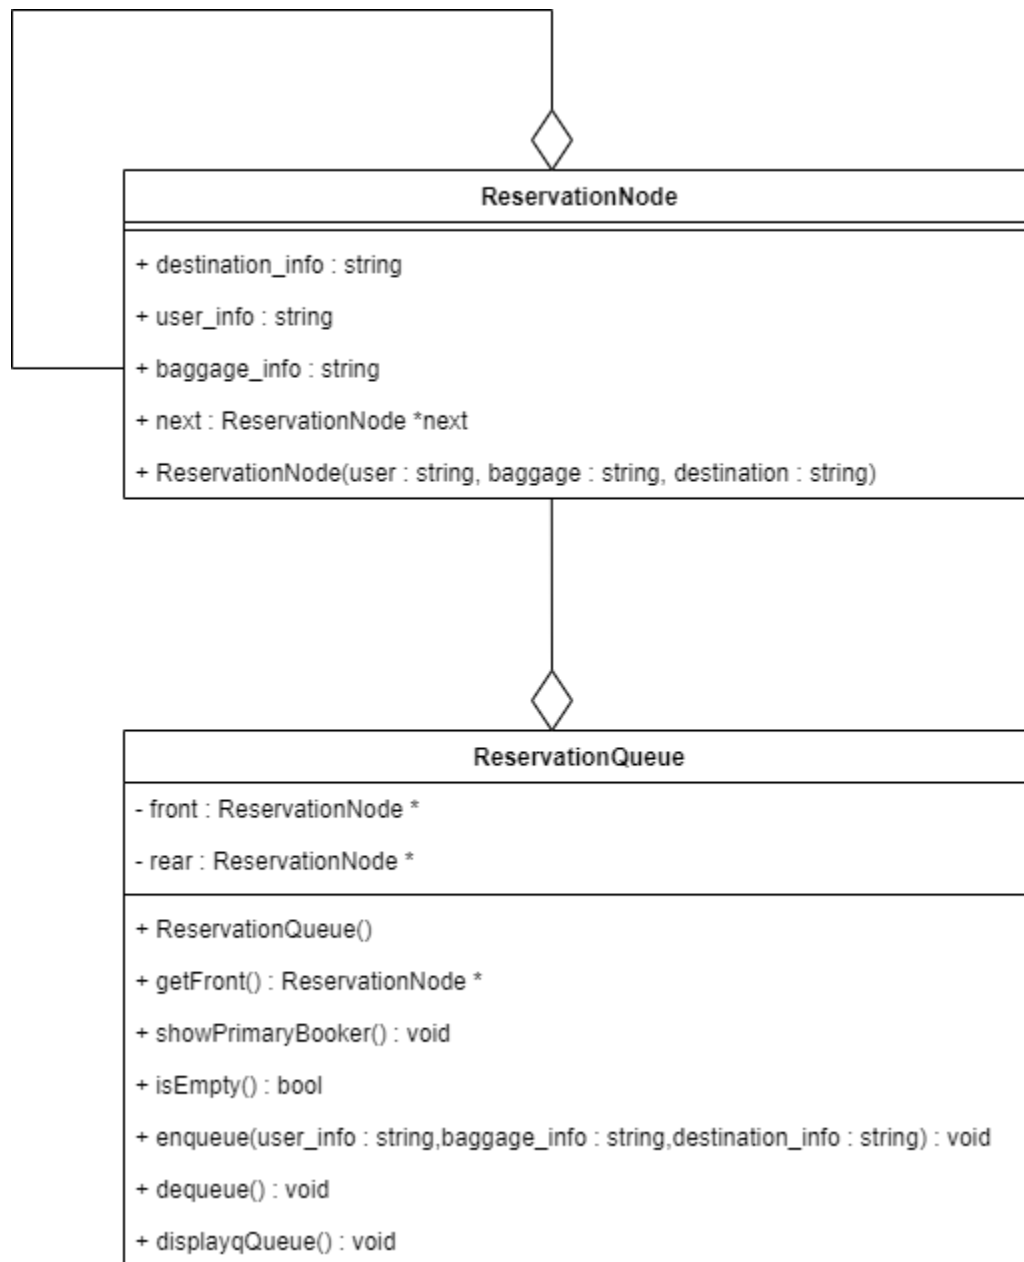 ReservationNode
+ destination_info : string
+ user_info : string
+ baggage_info : string
+ next : ReservationNode *next
+ ReservationNode(user : string, baggage : string, destination : string)
ReservationQueue
- front : ReservationNode *
- rear : ReservationNode *
+ ReservationQueue()
+ getFront() : ReservationNode *
+ showPrimaryBooker() : void
+ isEmpty() : bool
+ enqueue(user_info : string,baggage_info : string,destination_info : string) : void
+ dequeue() : void
+ displayqQueue() : void